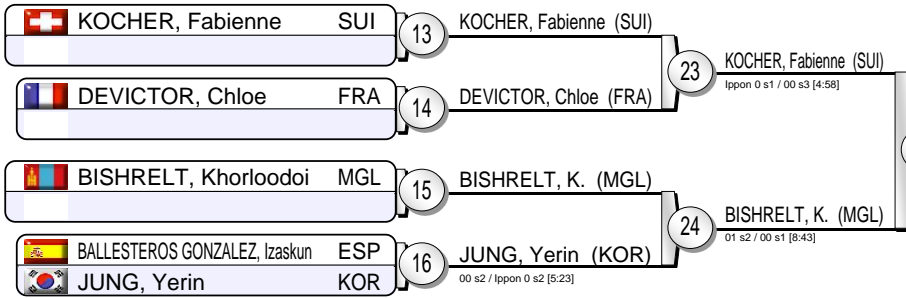 KOCHER, Fabienne SUI
13
KOCHER, Fabienne (SUI)
23
KOCHER, Fabienne (SUI)
Ippon 0 s1 / 00 s3 [4:58]
DEVICTOR, Chloe FRA
14
DEVICTOR, Chloe (FRA)
BISHRELT, Khorloodoi MGL
15
BISHRELT, K. (MGL)
24
BISHRELT, K. (MGL)
01 s2 / 00 s1 [8:43]
BALLESTEROS GONZALEZ, Izaskun ESP
16
JUNG, Yerin (KOR)
00 s2 / Ippon 0 s2 [5:23]
JUNG, Yerin KOR